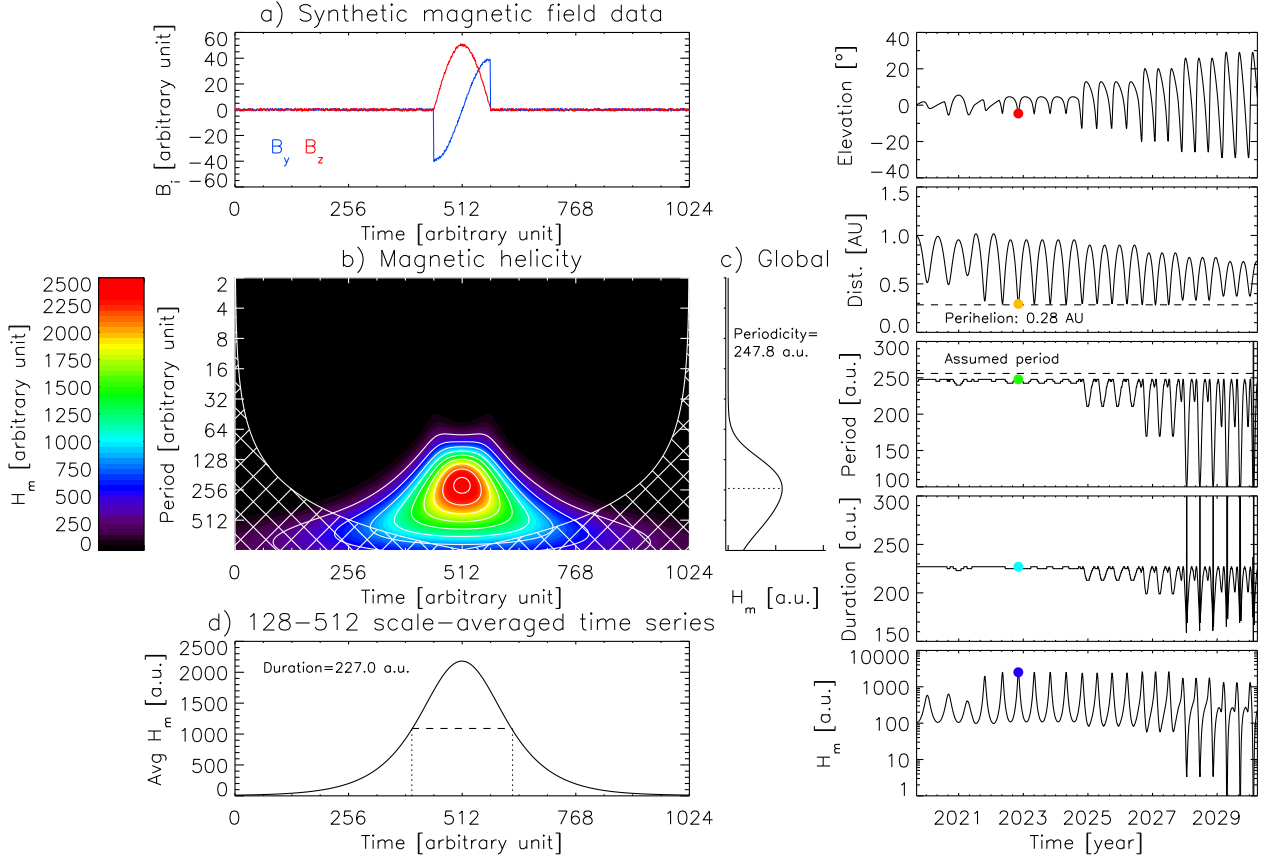 a) Synthetic magnetic field data
60
40
20
0
−20
−40
−60
B_i [arbitrary unit]
B_y B_z
0 256 512 768 1024
Time [arbitrary unit]
b) Magnetic helicity
2500
2250
2000
1750
1500
1250
1000
750
500
250
0
H_m [arbitrary unit]
2
4
8
16
32
64
128
256
512
Period [arbitrary unit]
0 256 512 768 1024
Time [arbitrary unit]
c) Global
Periodicity=
247.8 a.u.
H_m [a.u.]
d) 128−512 scale−averaged time series
Duration=227.0 a.u.
2500
2000
1500
1000
500
0
Avg H_m [a.u.]
0 256 512 768 1024
Time [arbitrary unit]
40
20
0
−20
−40
Elevation [°]
1.5
1.0
0.5
0.0
Dist. [AU]
Perihelion: 0.28 AU
300
250
200
150
100
Period [a.u.]
Assumed period
300
250
200
150
Duration [a.u.]
10000
1000
100
10
1
H_m [a.u.]
2021 2023 2025 2027 2029
Time [year]